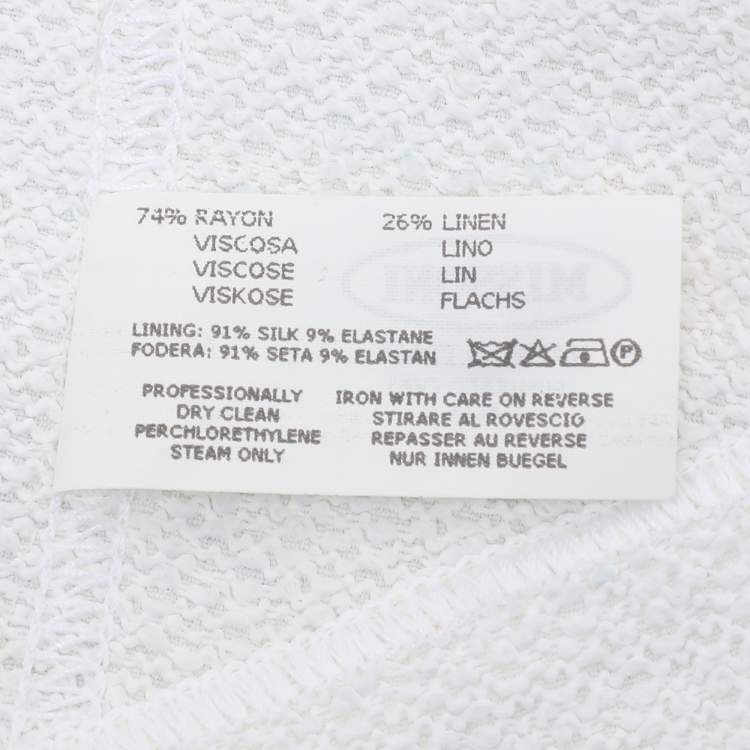 74% RAYON
VISCOSA
VISCOSE
VISKOSE
26% LINEN
LINO
LIN
FLACHS
LINING: 91% SILK 9% ELASTANE
FODERA: 91% SETA 9% ELASTAN
P
PROFESSIONALLY
DRY CLEAN
PERCHLORETHYLENE
STEAM ONLY
IRON WITH CARE ON REVERSE
STIRARE AL ROVESCIO
REPASSER AU REVERSE
NUR INNEN BUEGEL